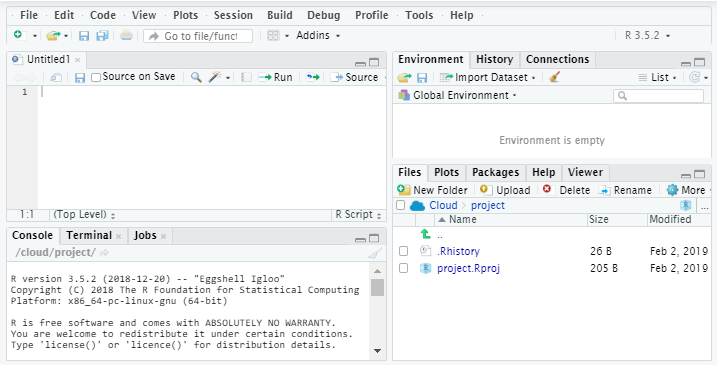 File Edit Code View Plots Session Build Debug Profile Tools Help
Go to file/funct Addins R 3.5.2
Untitled1
Source on Save Run Source
1
1:1 (Top Level) R Script
Console Terminal Jobs
/cloud/project/
R version 3.5.2 (2018-12-20) -- "Eggshell Igloo"
Copyright (C) 2018 The R Foundation for Statistical Computing
Platform: x86_64-pc-linux-gnu (64-bit)
R is free software and comes with ABSOLUTELY NO WARRANTY.
You are welcome to redistribute it under certain conditions.
Type 'license()' or 'licence()' for distribution details.
Environment History Connections
Import Dataset List
Global Environment
Environment is empty
Files Plots Packages Help Viewer
New Folder Upload Delete Rename More
Cloud project R ...
Name Size Modified
..
.Rhistory 26 B Feb 2, 2019
project.Rproj 205 B Feb 2, 2019